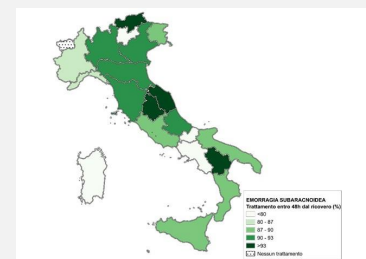 EMORRAGIA SUBARACNOIDEA
Trattamento entro 48h dal ricovero (%)
<80
80 - 87
87 - 90
90 - 93
>93
Nessun trattamento